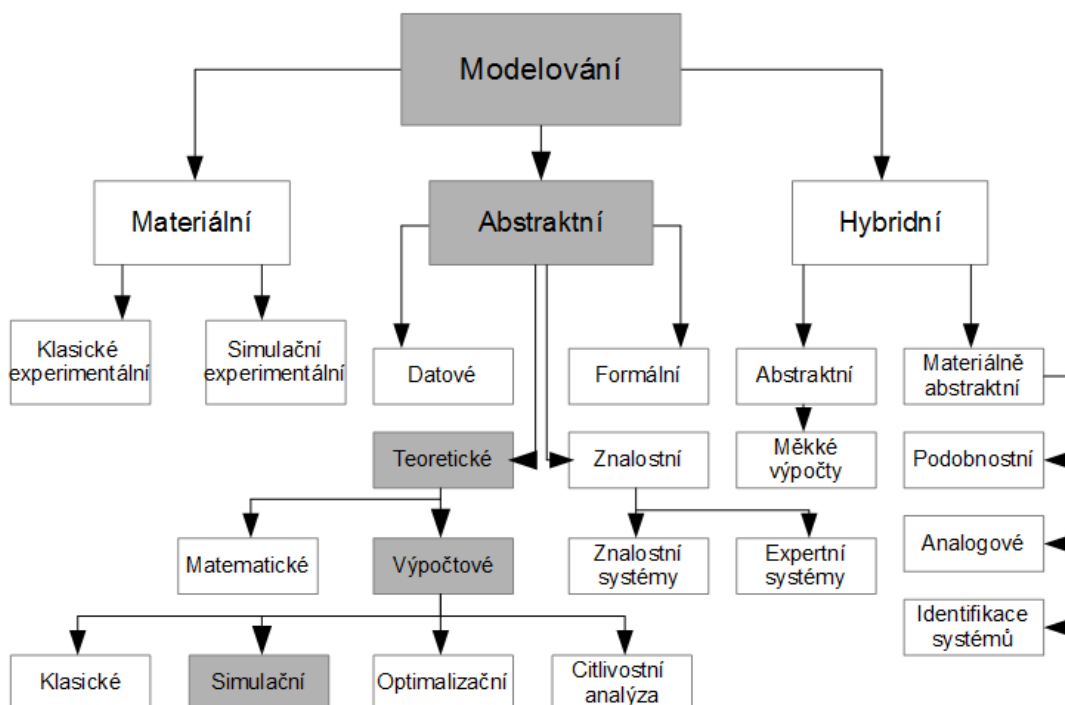 Modelování
Materiální
Abstraktní
Hybridní
Klasické
experimentální
Simulační
experimentální
Datové
Formální
Abstraktní
Materiálně
abstraktní
Teoretické
Znalostní
Měkké
výpočty
Podobnostní
Matematické
Výpočtové
Znalostní
systémy
Expertní
systémy
Analogové
Identifikace
systémů
Klasické
Simulační
Optimalizační
Citlivostní
analýza